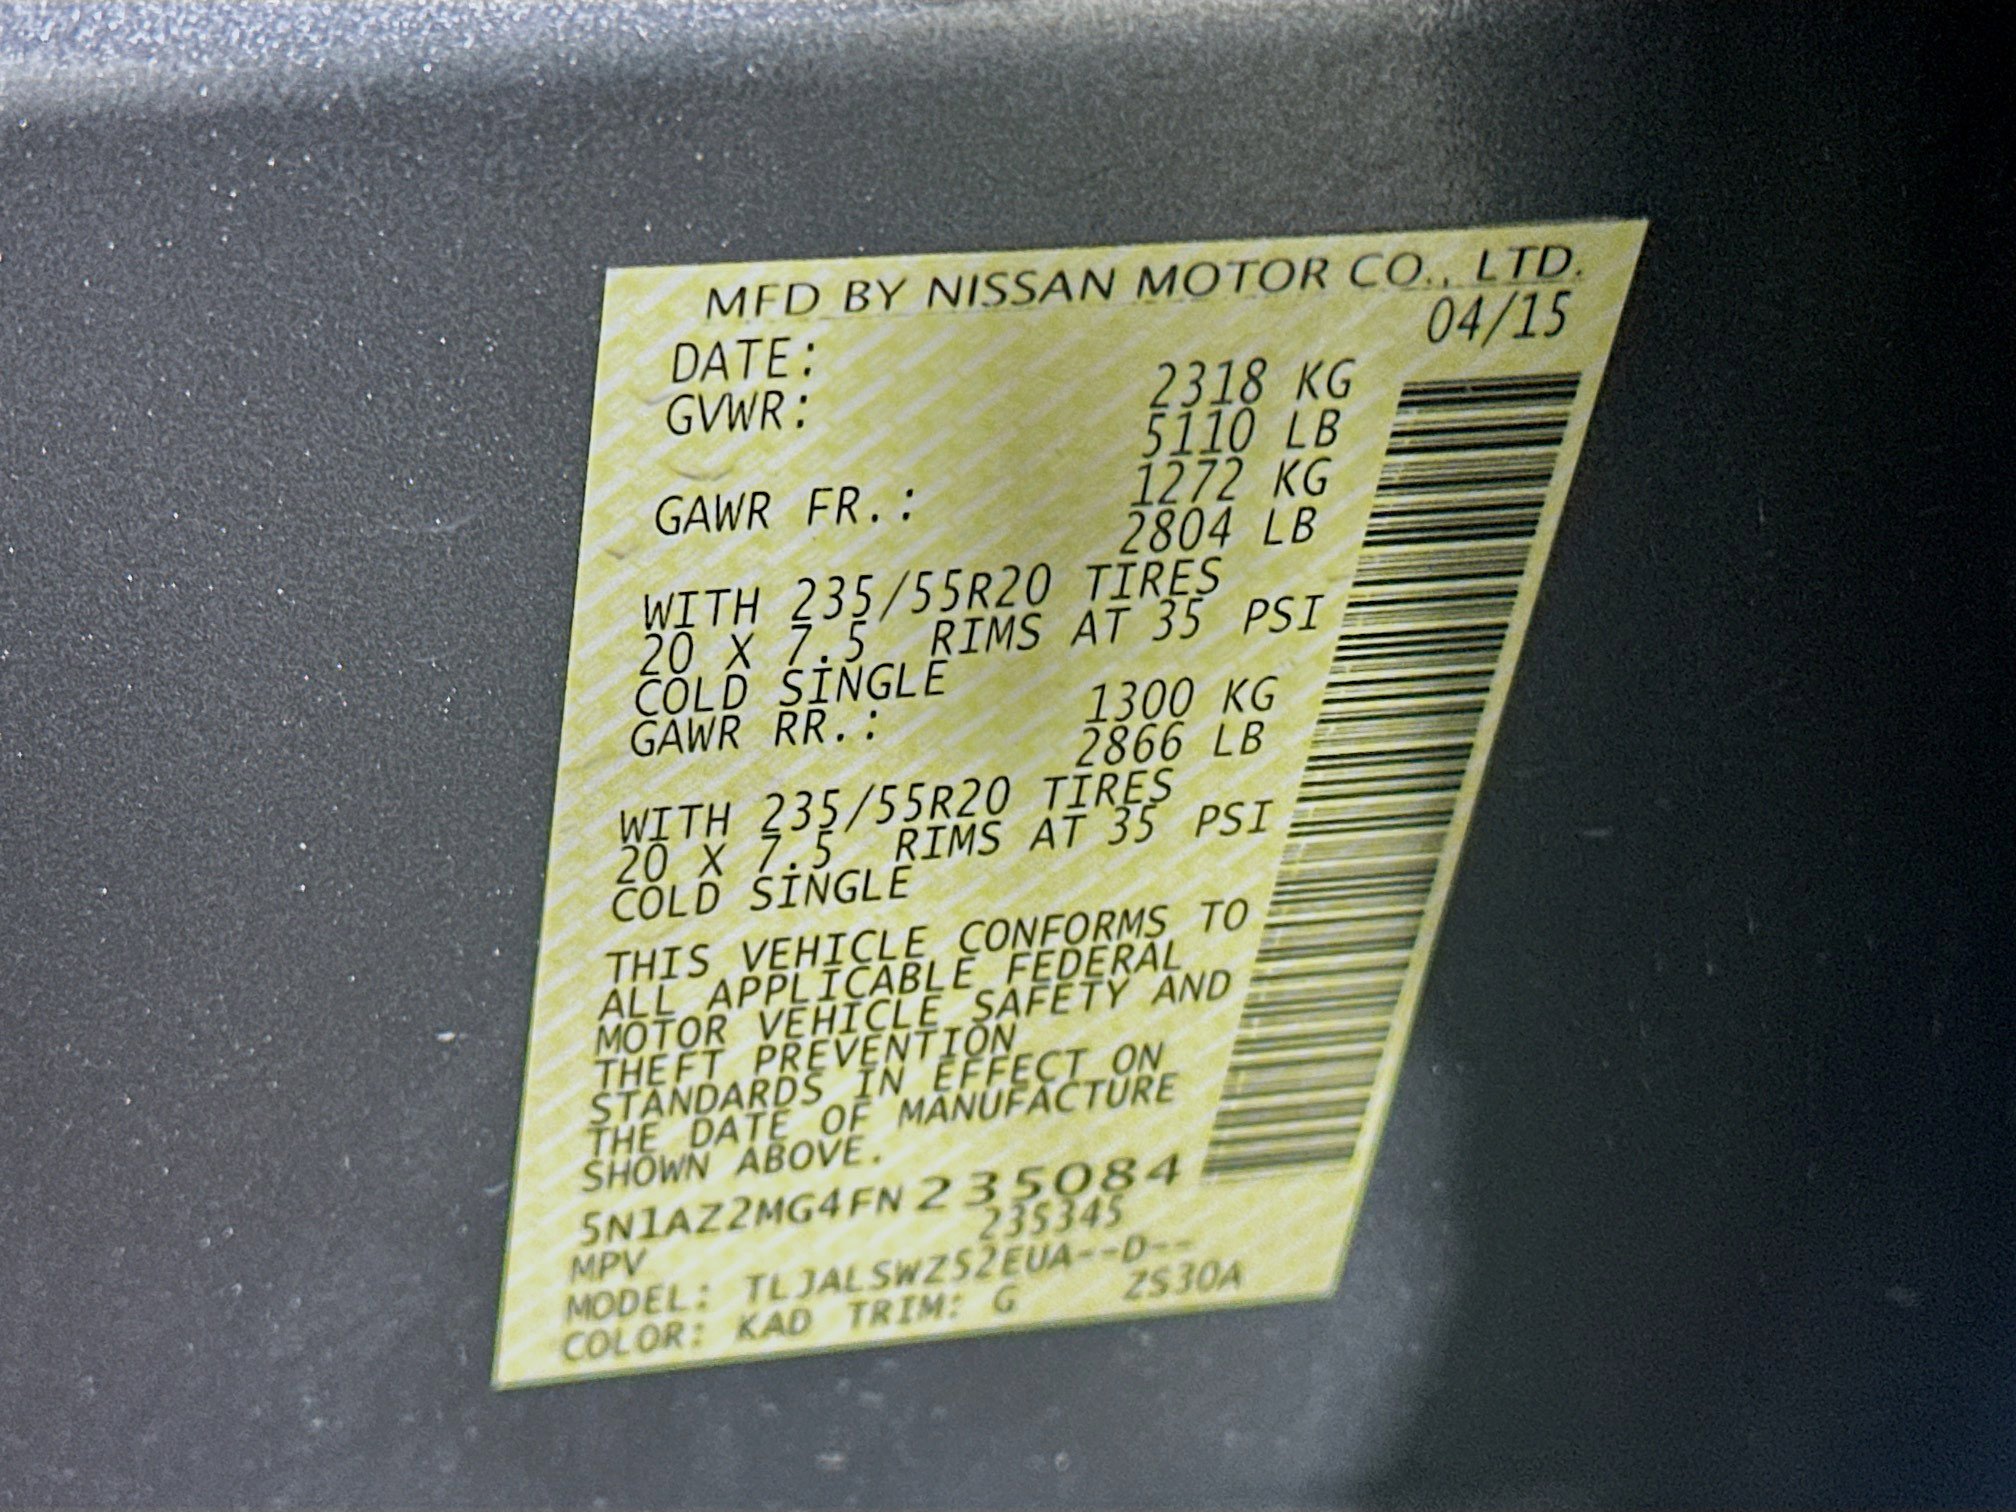 MFD BY NISSAN MOTOR CO., LTD.
DATE: 04/15
GVWR: 2318 KG
5110 LB
GAWR FR.: 1272 KG
2804 LB
WITH 235/55R20 TIRES
20 X 7.5 RIMS AT 35 PSI
COLD SINGLE
GAWR RR.: 1300 KG
2866 LB
WITH 235/55R20 TIRES
20 X 7.5 RIMS AT 35 PSI
COLD SINGLE
THIS VEHICLE CONFORMS TO
ALL APPLICABLE FEDERAL
MOTOR VEHICLE SAFETY AND
THEFT PREVENTION
STANDARDS IN EFFECT ON
THE DATE OF MANUFACTURE
SHOWN ABOVE.
5N1AZ2MG4FN235084
MPV 235345
MODEL: TLJALSWZ52EUA--D--
COLOR: KAD TRIM: G ZS30A